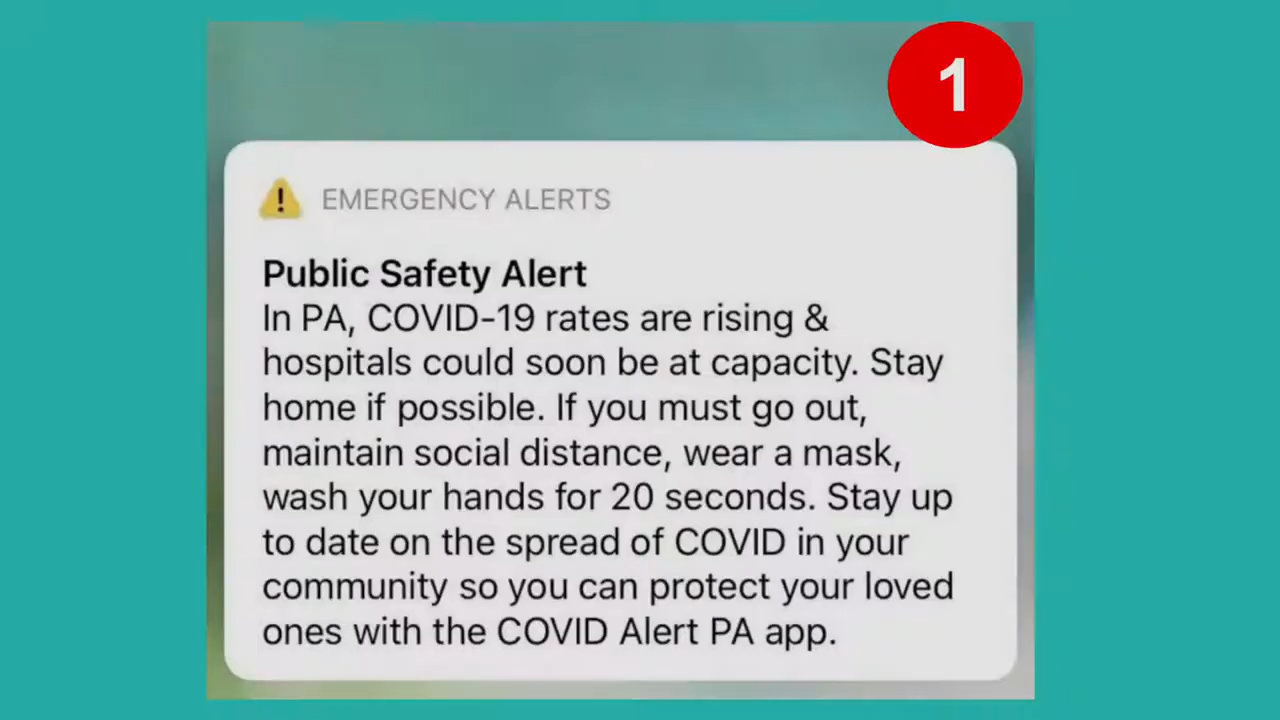 1
EMERGENCY ALERTS
Public Safety Alert
In PA, COVID-19 rates are rising &
hospitals could soon be at capacity. Stay
home if possible. If you must go out,
maintain social distance, wear a mask,
wash your hands for 20 seconds. Stay up
to date on the spread of COVID in your
community so you can protect your loved
ones with the COVID Alert PA app.